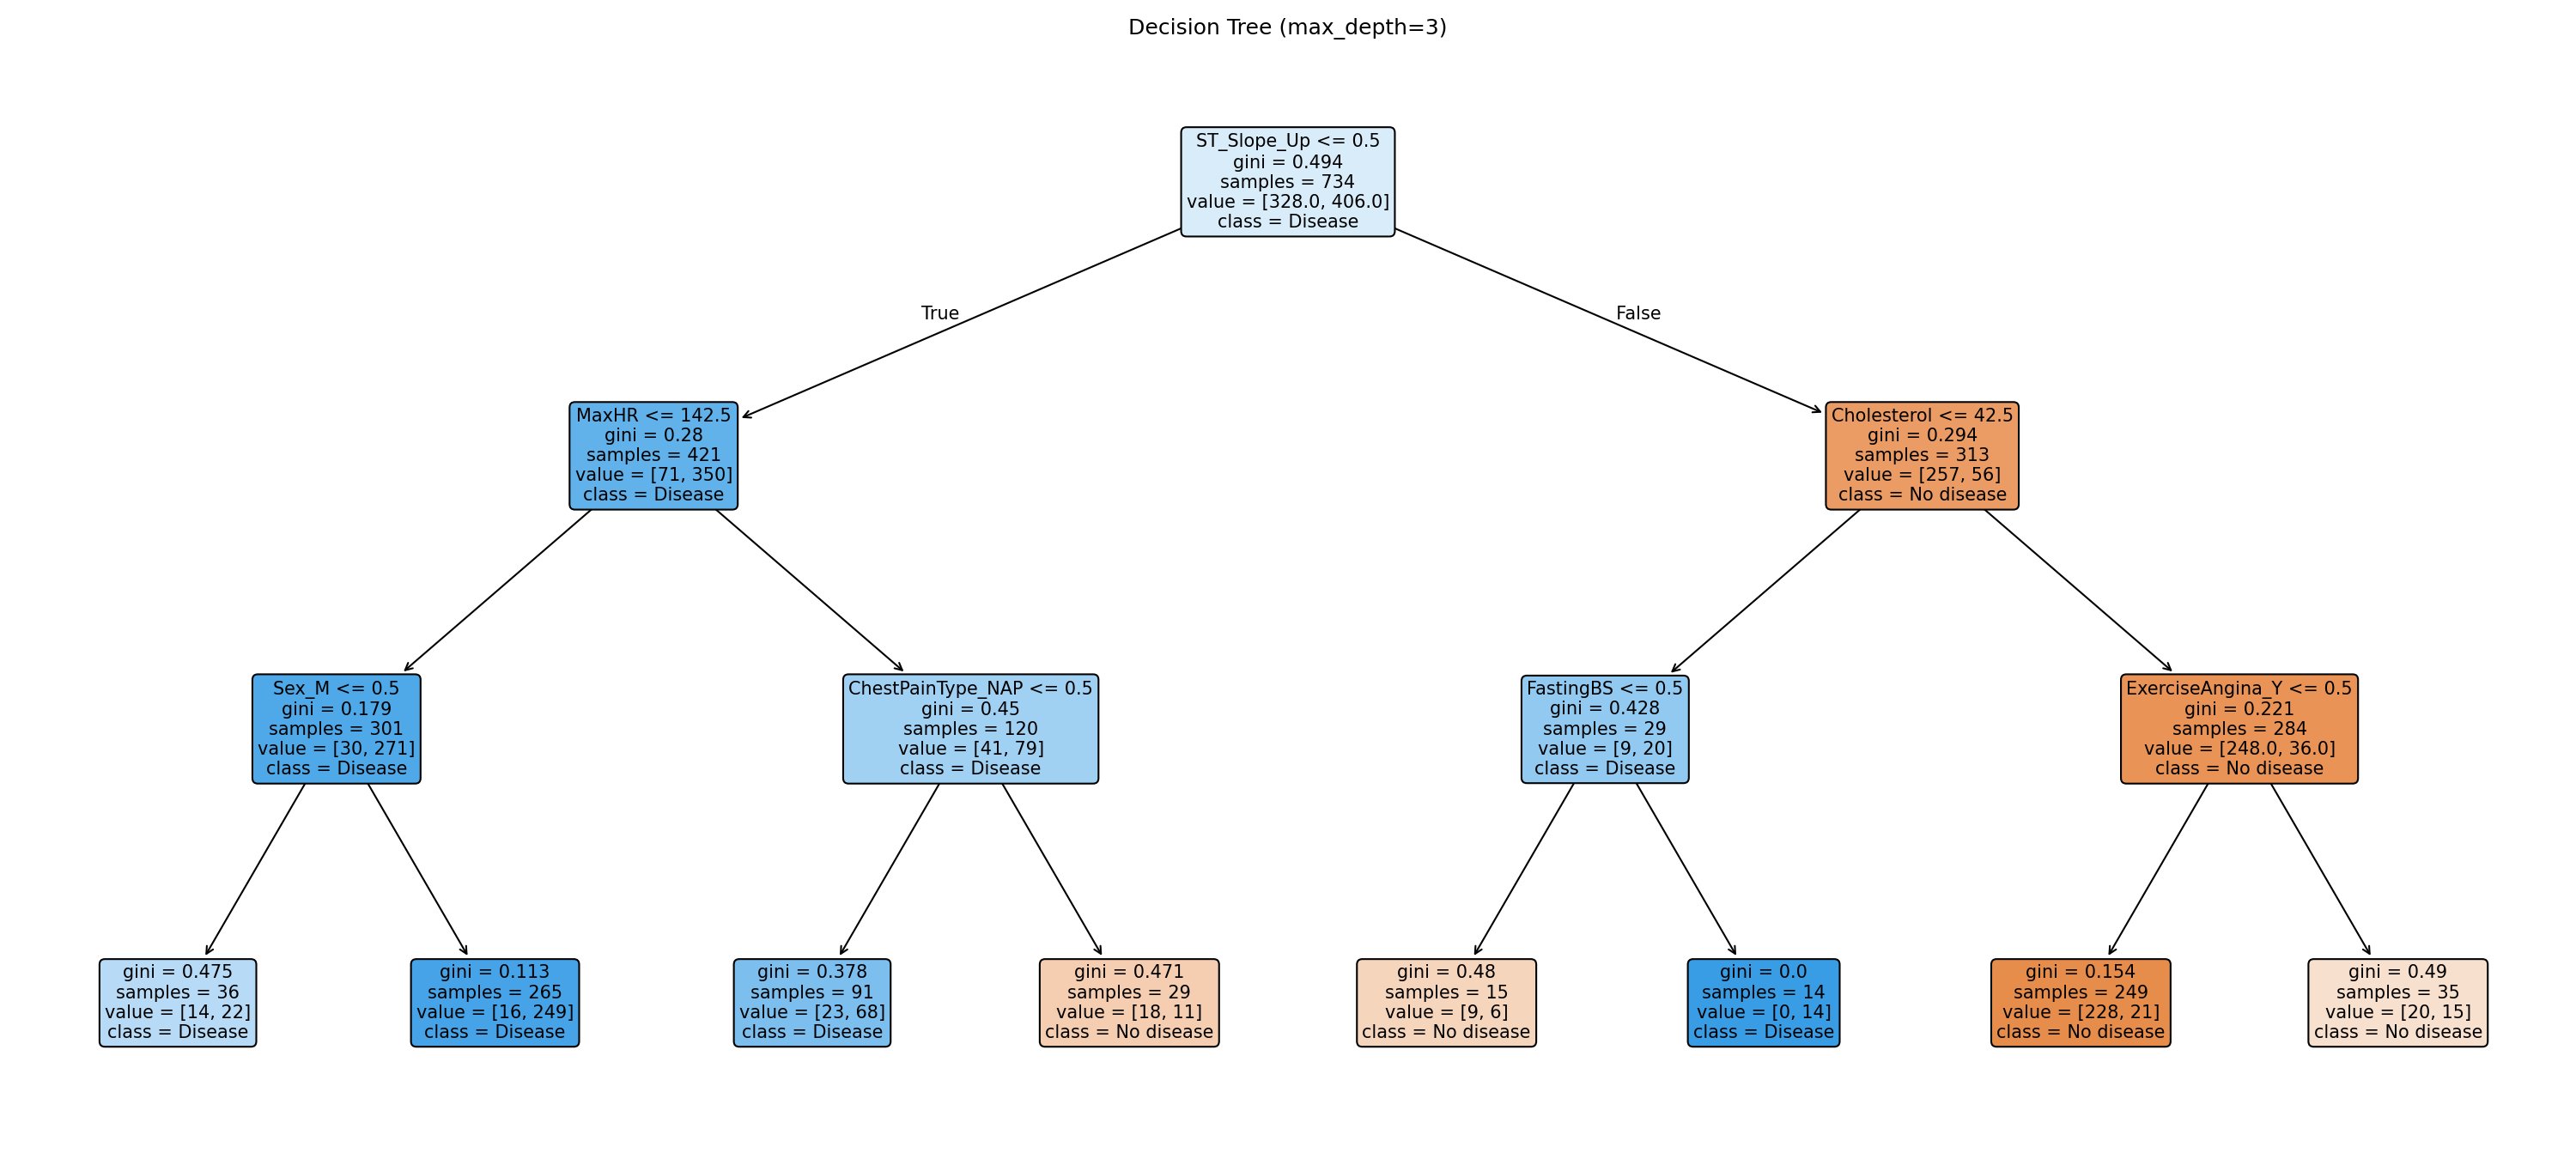 Decision Tree (max_depth=3)
ST_Slope_Up <= 0.5
gini = 0.494
samples = 734
value = [328.0, 406.0]
class = Disease
True
False
MaxHR <= 142.5
gini = 0.28
samples = 421
value = [71, 350]
class = Disease
Cholesterol <= 42.5
gini = 0.294
samples = 313
value = [257, 56]
class = No disease
Sex_M <= 0.5
gini = 0.179
samples = 301
value = [30, 271]
class = Disease
ChestPainType_NAP <= 0.5
gini = 0.45
samples = 120
value = [41, 79]
class = Disease
FastingBS <= 0.5
gini = 0.428
samples = 29
value = [9, 20]
class = Disease
ExerciseAngina_Y <= 0.5
gini = 0.221
samples = 284
value = [248.0, 36.0]
class = No disease
gini = 0.475
samples = 36
value = [14, 22]
class = Disease
gini = 0.113
samples = 265
value = [16, 249]
class = Disease
gini = 0.378
samples = 91
value = [23, 68]
class = Disease
gini = 0.471
samples = 29
value = [18, 11]
class = No disease
gini = 0.48
samples = 15
value = [9, 6]
class = No disease
gini = 0.0
samples = 14
value = [0, 14]
class = Disease
gini = 0.154
samples = 249
value = [228, 21]
class = No disease
gini = 0.49
samples = 35
value = [20, 15]
class = No disease